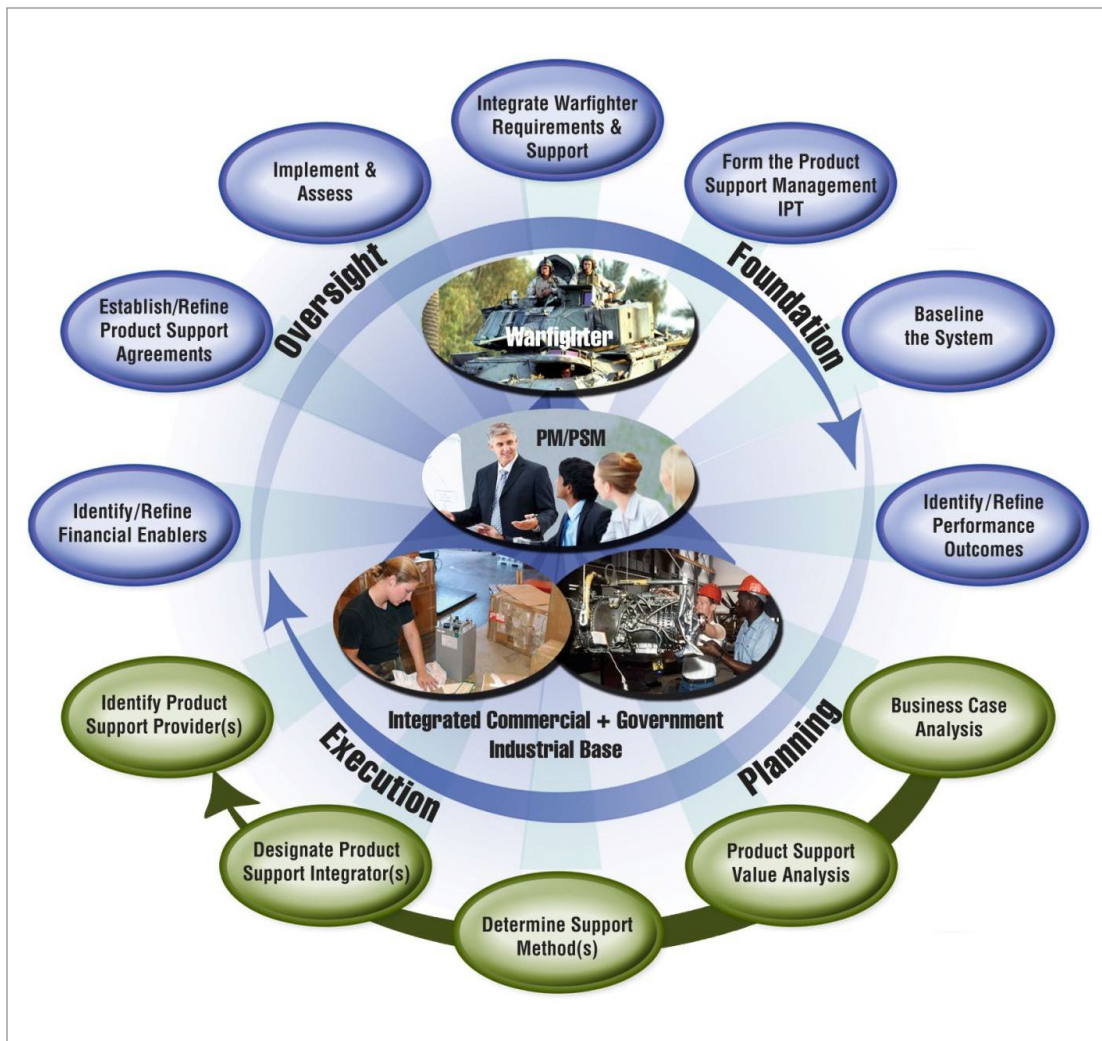 Integrate Warfighter
Requirements &
Support
Form the Product
Support Management
IPT
Baseline
the System
Identify/Refine
Performance
Outcomes
Business Case
Analysis
Product Support
Value Analysis
Determine Support
Method(s)
Designate Product
Support Integrator(s)
Identify Product
Support Provider(s)
Identify/Refine
Financial Enablers
Establish/Refine
Product Support
Agreements
Implement &
Assess
Oversight
Foundation
Planning
Execution
Warfighter
PM/PSM
Integrated Commercial + Government
Industrial Base